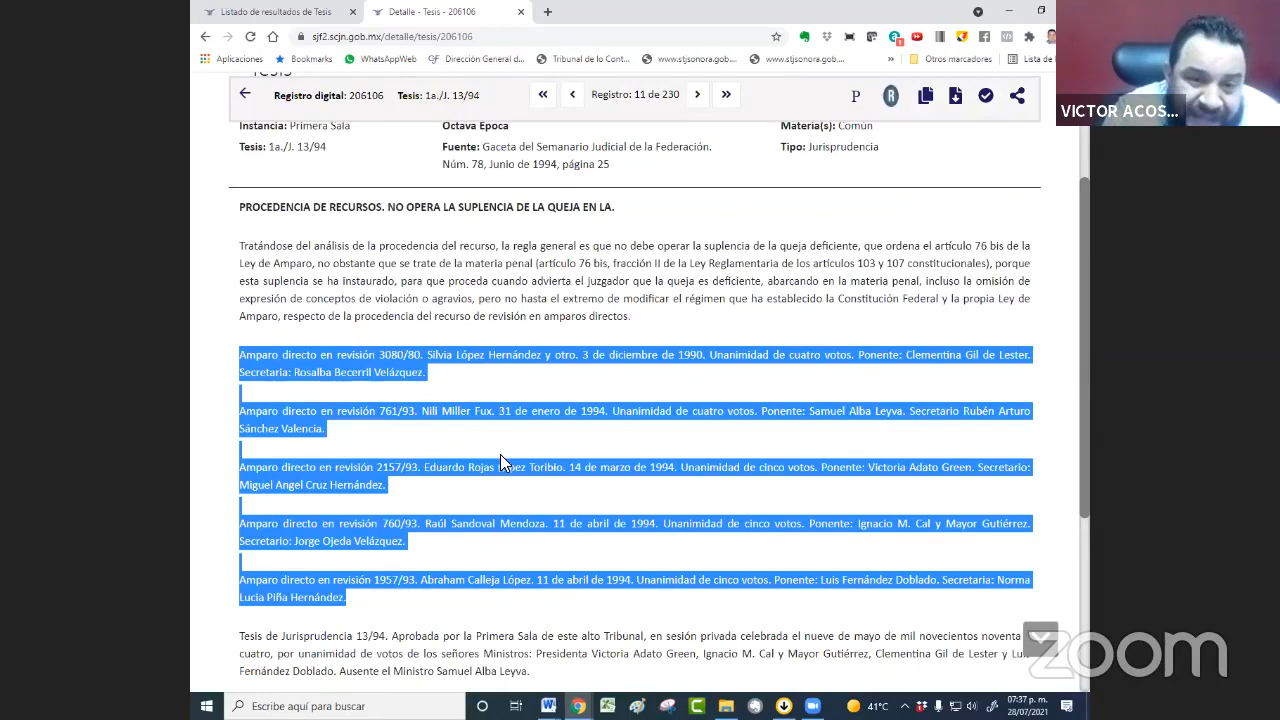 Listado de resultados de Tesis
Detalle - Tesis - 206106
sjf2.scjn.gob.mx/detalle/tesis/206106
Aplicaciones Bookmarks WhatsAppWeb Dirección General d... Tribunal de lo Cont... www.stjsonora.gob.... www.stjsonora.gob.... » Otros marcadores Lista de
VICTOR ACOS...
Tesis
Registro digital: 206106 Tesis: 1a./J. 13/94 Registro: 11 de 230
Instancia: Primera Sala Octava Época Materia(s): Común
Tesis: 1a./J. 13/94 Fuente: Gaceta del Semanario Judicial de la Federación. Tipo: Jurisprudencia
Núm. 78, Junio de 1994, página 25
PROCEDENCIA DE RECURSOS. NO OPERA LA SUPLENCIA DE LA QUEJA EN LA.
Tratándose del análisis de la procedencia del recurso, la regla general es que no debe operar la suplencia de la queja deficiente, que ordena el artículo 76 bis de la
Ley de Amparo, no obstante que se trate de la materia penal (artículo 76 bis, fracción II de la Ley Reglamentaria de los artículos 103 y 107 constitucionales), porque
esta suplencia se ha instaurado, para que proceda cuando advierta el juzgador que la queja es deficiente, abarcando en la materia penal, incluso la omisión de
expresión de conceptos de violación o agravios, pero no hasta el extremo de modificar el régimen que ha establecido la Constitución Federal y la propia Ley de
Amparo, respecto de la procedencia del recurso de revisión en amparos directos.
Amparo directo en revisión 3080/80. Silvia López Hernández y otro. 3 de diciembre de 1990. Unanimidad de cuatro votos. Ponente: Clementina Gil de Lester.
Secretaria: Rosalba Becerril Velázquez.
Amparo directo en revisión 761/93. Nili Miller Fux. 31 de enero de 1994. Unanimidad de cuatro votos. Ponente: Samuel Alba Leyva. Secretario Rubén Arturo
Sánchez Valencia.
Amparo directo en revisión 2157/93. Eduardo Rojas López Toribio. 14 de marzo de 1994. Unanimidad de cinco votos. Ponente: Victoria Adato Green. Secretario:
Miguel Angel Cruz Hernández.
Amparo directo en revisión 760/93. Raúl Sandoval Mendoza. 11 de abril de 1994. Unanimidad de cinco votos. Ponente: Ignacio M. Cal y Mayor Gutiérrez.
Secretario: Jorge Ojeda Velázquez.
Amparo directo en revisión 1957/93. Abraham Calleja López. 11 de abril de 1994. Unanimidad de cinco votos. Ponente: Luis Fernández Doblado. Secretaria: Norma
Lucia Piña Hernández.
Tesis de Jurisprudencia 13/94. Aprobada por la Primera Sala de este alto Tribunal, en sesión privada celebrada el nueve de mayo de mil novecientos noventa
cuatro, por unanimidad de votos de los señores Ministros: Presidenta Victoria Adato Green, Ignacio M. Cal y Mayor Gutiérrez, Clementina Gil de Lester y Luis
Fernández Doblado. Ausente el Ministro Samuel Alba Leyva.
zoom
Escribe aquí para buscar 41°C 07:37 p. m.
28/07/2021